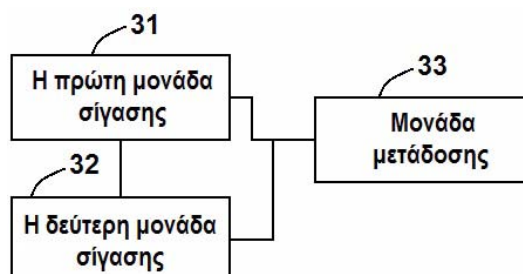 31
Η πρώτη μονάδα
σίγασης
33
Μονάδα
μετάδοσης
32
Η δεύτερη μονάδα
σίγασης